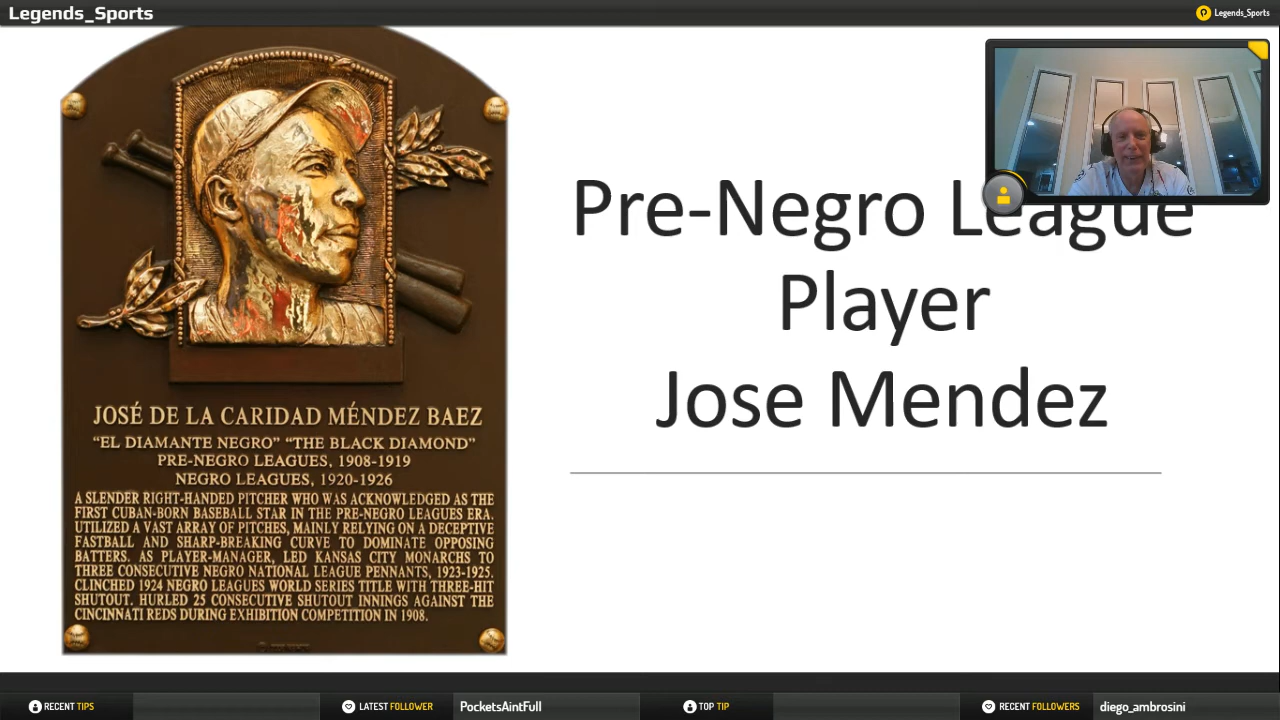 Legends_Sports
Legends_Sports
JOSÉ DE LA CARIDAD MÉNDEZ BAEZ
"EL DIAMANTE NEGRO" "THE BLACK DIAMOND"
PRE-NEGRO LEAGUES, 1908-1919
NEGRO LEAGUES, 1920-1926
A SLENDER RIGHT-HANDED PITCHER WHO WAS ACKNOWLEDGED AS THE
FIRST CUBAN-BORN BASEBALL STAR IN THE PRE-NEGRO LEAGUES ERA.
UTILIZED A VAST ARRAY OF PITCHES, MAINLY RELYING ON A DECEPTIVE
FASTBALL AND SHARP-BREAKING CURVE TO DOMINATE OPPOSING
BATTERS. AS PLAYER-MANAGER, LED KANSAS CITY MONARCHS TO
THREE CONSECUTIVE NEGRO NATIONAL LEAGUE PENNANTS, 1923-1925.
CLINCHED 1924 NEGRO LEAGUES WORLD SERIES TITLE WITH THREE-HIT
SHUTOUT. HURLED 25 CONSECUTIVE SHUTOUT INNINGS AGAINST THE
CINCINNATI REDS DURING EXHIBITION COMPETITION IN 1908.
Pre-Negro League
Player
Jose Mendez
RECENT TIPS
LATEST FOLLOWER
PocketsAintFull
TOP TIP
RECENT FOLLOWERS
diego_ambrosini